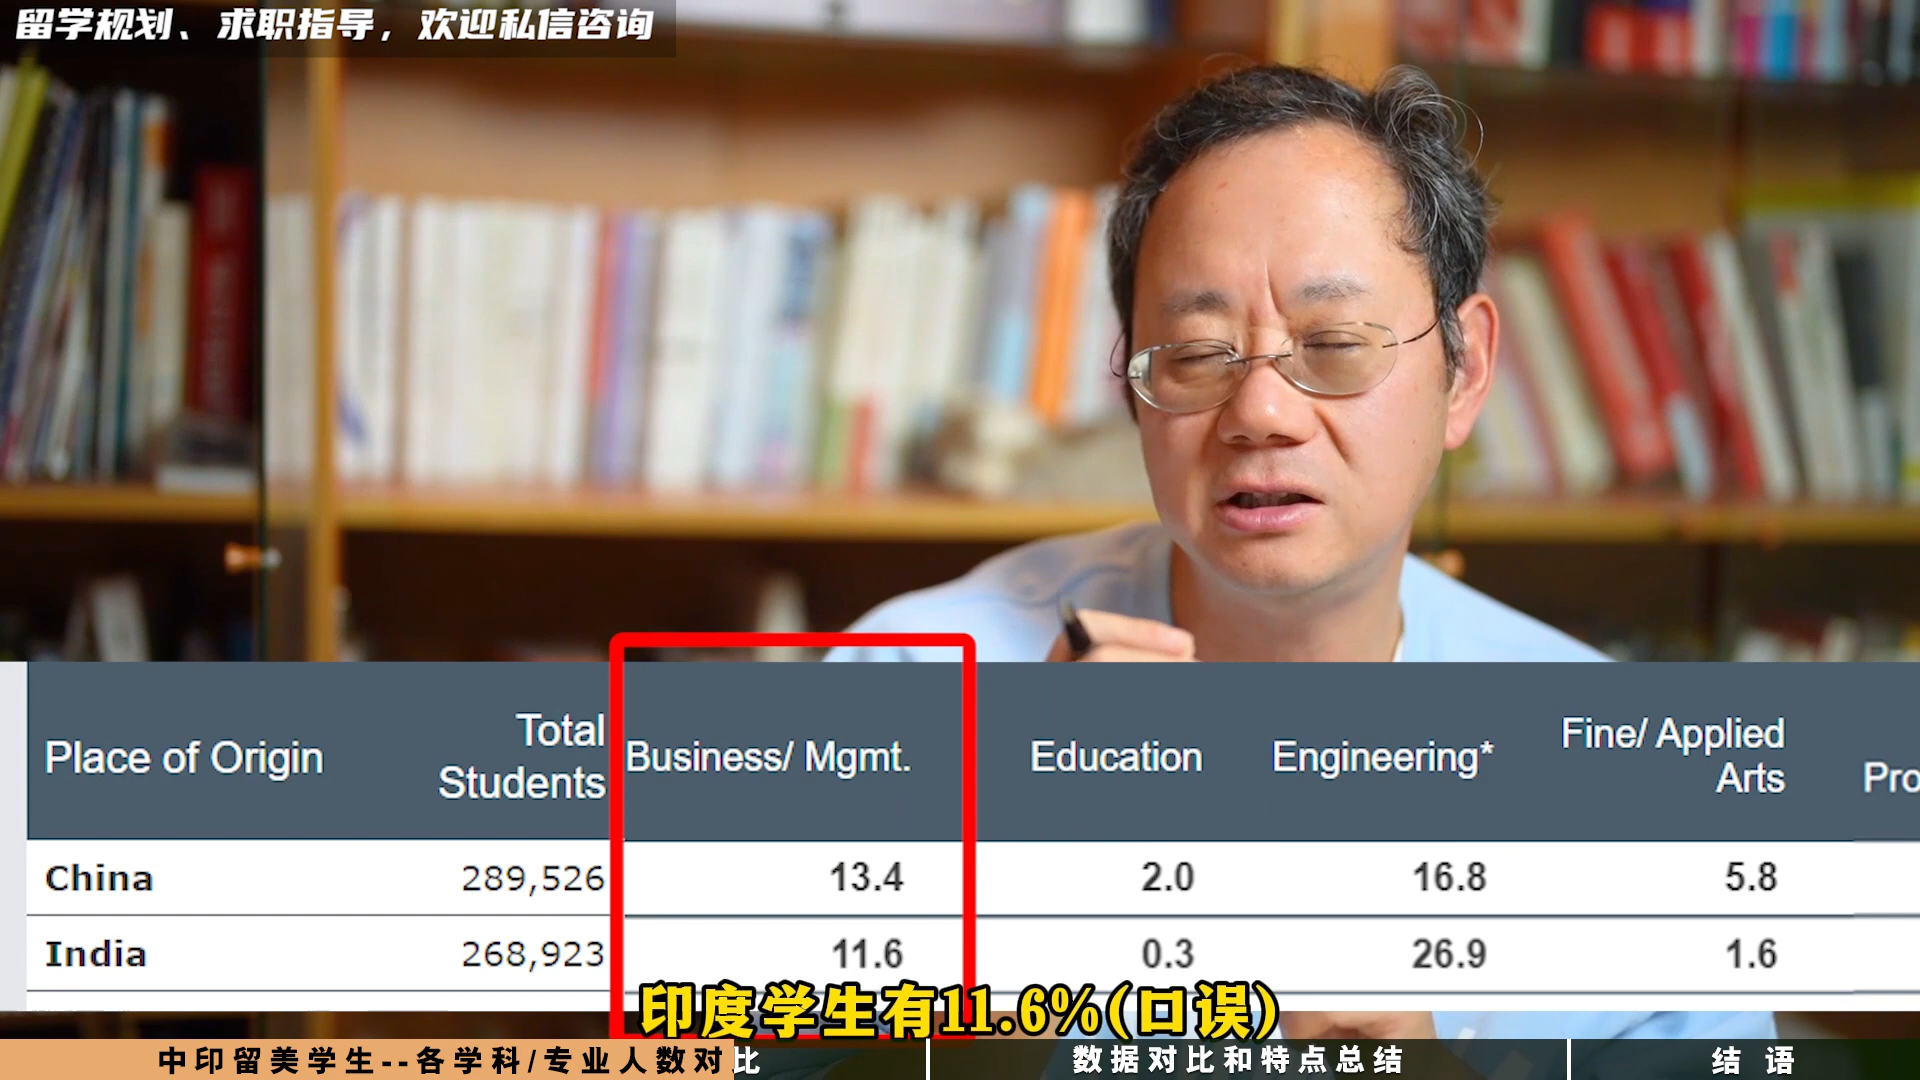 留学规划、求职指导，欢迎私信咨询
Place of Origin
Total Students
Business/ Mgmt.
Education
Engineering*
Fine/ Applied Arts
Pro
China 289,526 13.4 2.0 16.8 5.8
India 268,923 11.6 0.3 26.9 1.6
印度学生有11.6%(口误)
中印留美学生--各学科/专业人数对比
数据对比和特点总结
结语